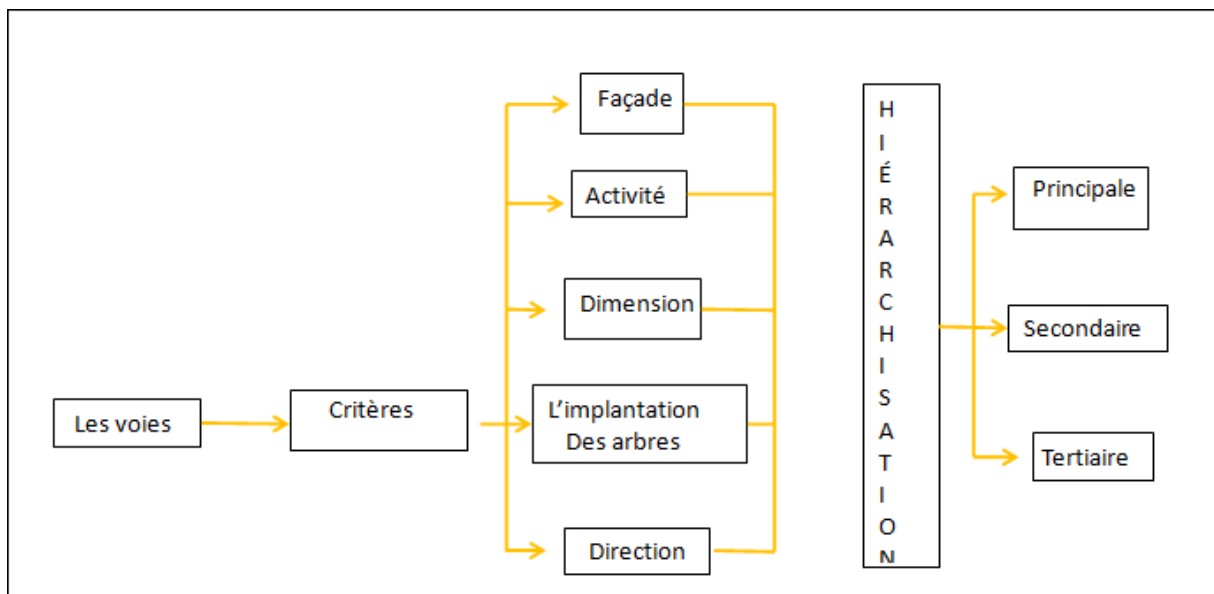 Les voies
Critères
Façade
Activité
Dimension
L'implantation
Des arbres
Direction
H
I
É
R
A
R
C
H
I
S
A
T
I
O
N
Principale
Secondaire
Tertiaire